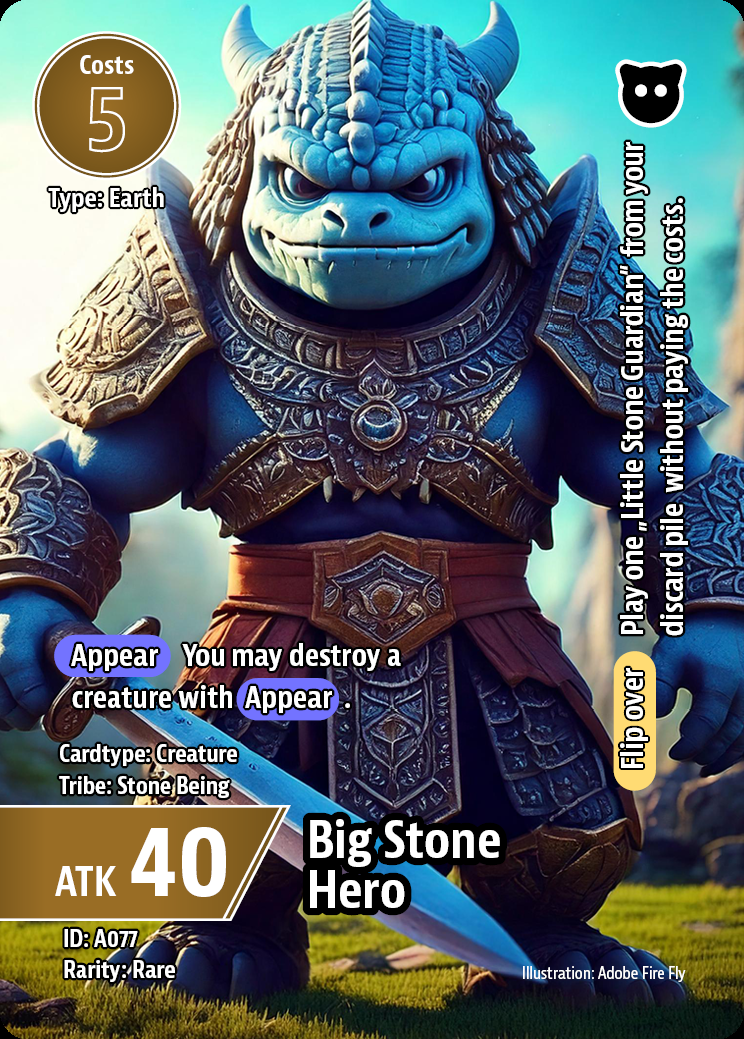 Costs
5
Type: Earth
Flip over Play one „Little Stone Guardian" from your
discard pile without paying the costs.
Appear You may destroy a
creature with Appear .
Cardtype: Creature
Tribe: Stone Being
ATK 40
Big Stone
Hero
ID: A077
Rarity: Rare
Illustration: Adobe Fire Fly